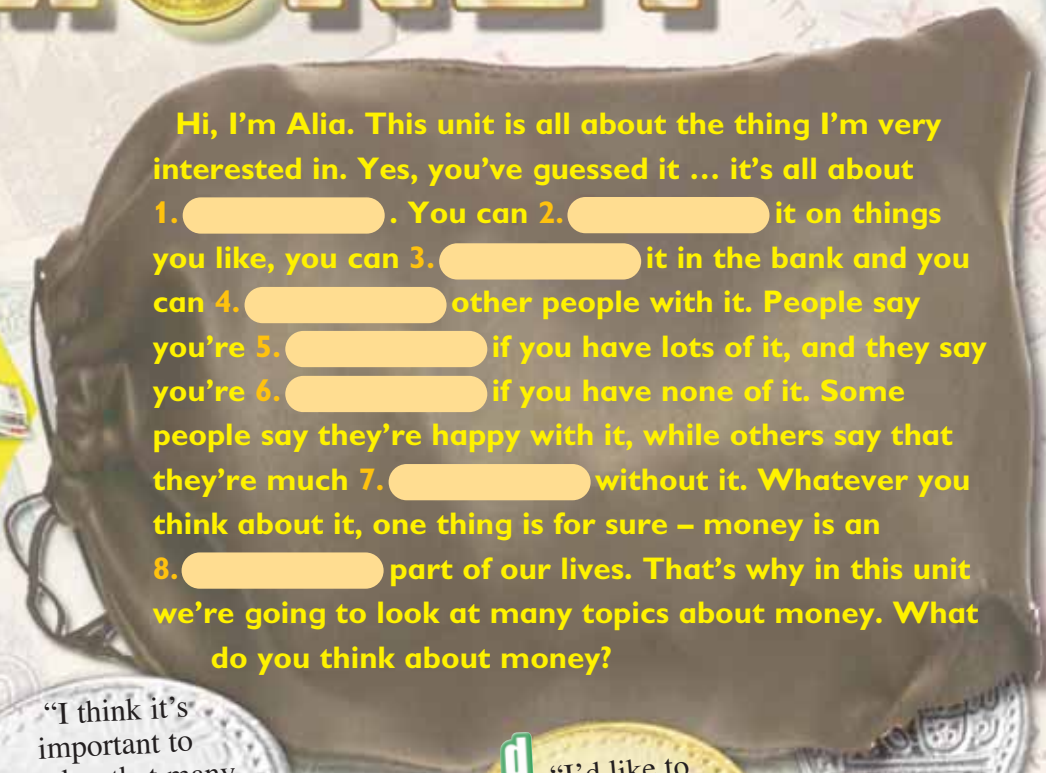 Hi, I'm Alia. This unit is all about the thing I'm very
interested in. Yes, you've guessed it … it's all about
1. . You can 2. it on things
you like, you can 3. it in the bank and you
can 4. other people with it. People say
you're 5. if you have lots of it, and they say
you're 6. if you have none of it. Some
people say they're happy with it, while others say that
they're much 7. without it. Whatever you
think about it, one thing is for sure – money is an
8. part of our lives. That's why in this unit
we're going to look at many topics about money. What
do you think about money?
“I think it's
important to
that many
d
“I'd like to